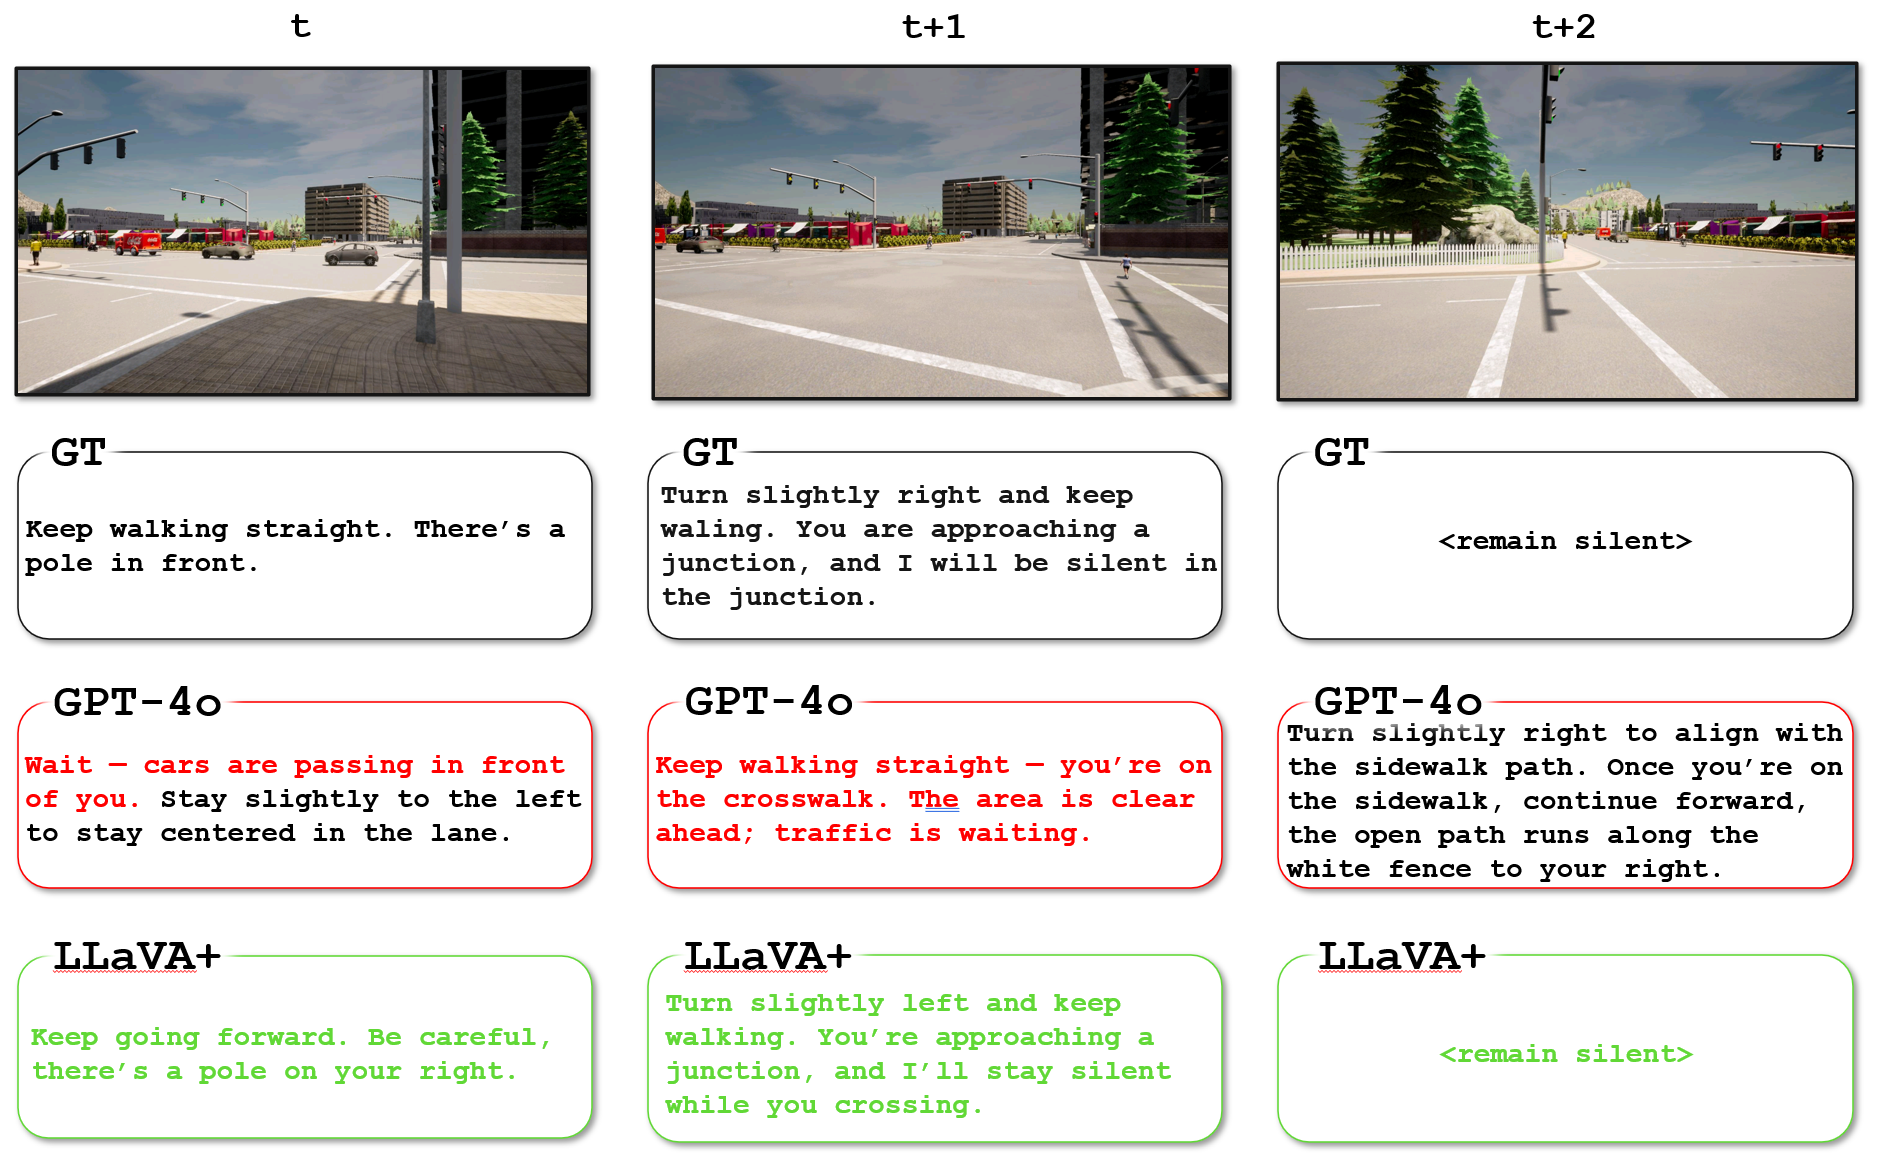 t
t+1
t+2
GT
Keep walking straight. There’s a
pole in front.
GT
Turn slightly right and keep
waling. You are approaching a
junction, and I will be silent in
the junction.
GT
<remain silent>
GPT-4o
Wait — cars are passing in front
of you. Stay slightly to the left
to stay centered in the lane.
GPT-4o
Keep walking straight — you’re on
the crosswalk. The area is clear
ahead; traffic is waiting.
GPT-4o
Turn slightly right to align with
the sidewalk path. Once you’re on
the sidewalk, continue forward,
the open path runs along the
white fence to your right.
LLaVA+
Keep going forward. Be careful,
there’s a pole on your right.
LLaVA+
Turn slightly left and keep
walking. You’re approaching a
junction, and I’ll stay silent
while you crossing.
LLaVA+
<remain silent>